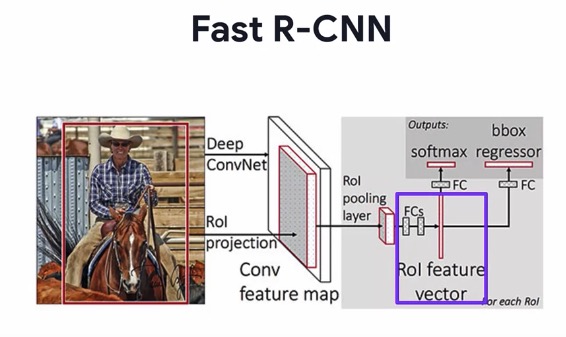 Fast R-CNN
Deep
ConvNet
RoI
projection
Conv
feature map
RoI
pooling
layer
FCs
RoI feature
vector
Outputs:
softmax
bbox
regressor
FC
FC
For each RoI